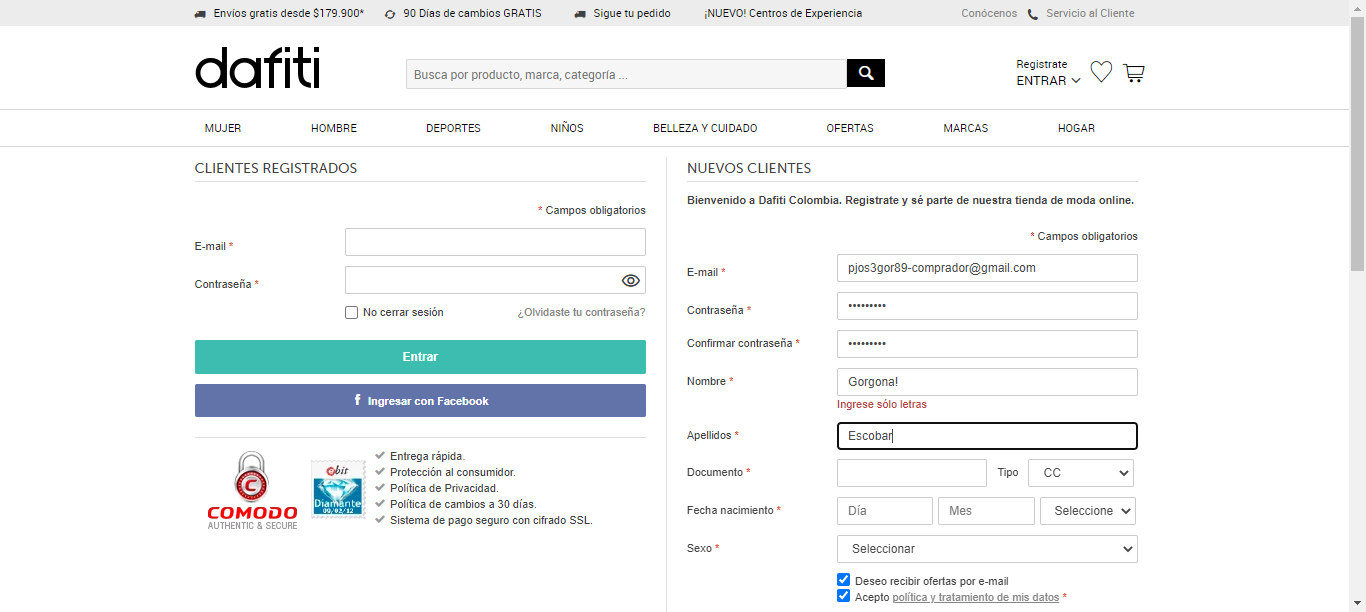 Envíos gratis desde $179.900* 90 Días de cambios GRATIS Sigue tu pedido ¡NUEVO! Centros de Experiencia Conócenos Servicio al Cliente
dafiti
Busca por producto, marca, categoría ...
Registrate
ENTRAR
MUJER HOMBRE DEPORTES NIÑOS BELLEZA Y CUIDADO OFERTAS MARCAS HOGAR
CLIENTES REGISTRADOS
* Campos obligatorios
E-mail *
Contraseña *
No cerrar sesión ¿Olvidaste tu contraseña?
Entrar
f Ingresar con Facebook
COMODO
AUTHENTIC & SECURE
ebit
Diamante
09/02/12
Entrega rápida.
Protección al consumidor.
Política de Privacidad.
Política de cambios a 30 días.
Sistema de pago seguro con cifrado SSL.
NUEVOS CLIENTES
Bienvenido a Dafiti Colombia. Registrate y sé parte de nuestra tienda de moda online.
* Campos obligatorios
E-mail * pjos3gor89-comprador@gmail.com
Contraseña * •••••••••
Confirmar contraseña * •••••••••
Nombre * Gorgona!
Ingrese sólo letras
Apellidos * Escobar
Documento * Tipo CC
Fecha nacimiento * Día Mes Seleccione
Sexo * Seleccionar
Deseo recibir ofertas por e-mail
Acepto política y tratamiento de mis datos *